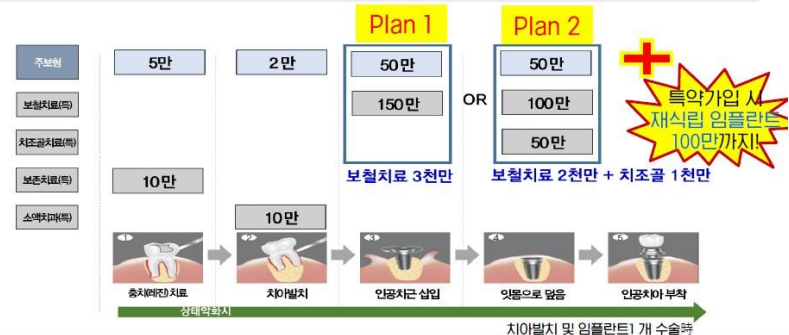 Plan 1
Plan 2
주보험
5만
2만
50만
50만
보철치료(특)
150만
OR
100만
특약가입 시
재식립 임플란트
100만까지!
치조골치료(특)
50만
보철치료 3천만
보철치료 2천만 + 치조골 1천만
보존치료(특)
10만
소액치과(특)
10만
1
2
3
4
5
충치(레진)치료
치아발치
인공치근 삽입
잇몸으로 덮음
인공치아 부착
상태악화시
치아발치 및 임플란트1 개 수술時